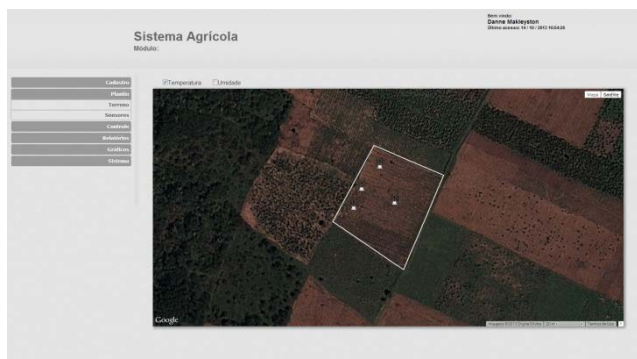 Bem vindo:
Danne Makleyston
Sistema Agrícola
Módulo:
Cadastro
Plantio
Terreno
Sensores
Controle
Relatórios
Gráficos
Sistema
Temperatura Umidade
Mapa Satélite
Google